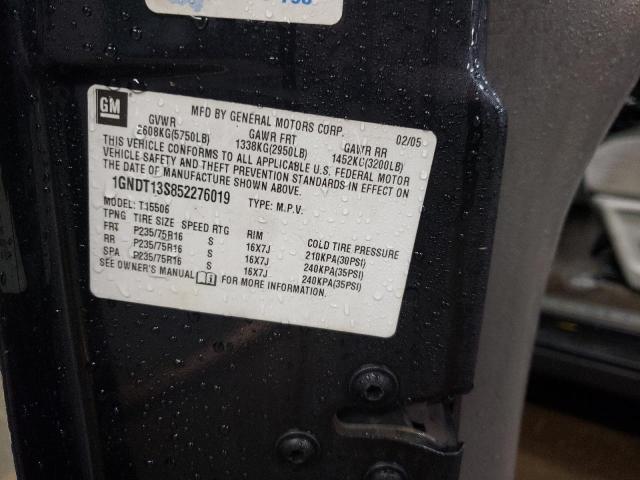 GM
MFD BY GENERAL MOTORS CORP. 02/05
GVWR GAWR FRT GAWR RR
2608KG(5750LB) 1338KG(2950LB) 1452KG(3200LB)
THIS VEHICLE CONFORMS TO ALL APPLICABLE U.S. FEDERAL MOTOR
VEHICLE SAFETY AND THEFT PREVENTION STANDARDS IN EFFECT ON
THE DATE OF MANUFACTURE SHOWN ABOVE.
1GNDT13S852276019 TYPE: M.P.V.
MODEL: T15506
TPNG TIRE SIZE SPEED RTG RIM COLD TIRE PRESSURE
FRT P235/75R16 S 16X7J 210KPA(30PSI)
RR P235/75R16 S 16X7J 240KPA(35PSI)
SPA P235/75R16 S 16X7J 240KPA(35PSI)
SEE OWNER'S MANUAL FOR MORE INFORMATION.